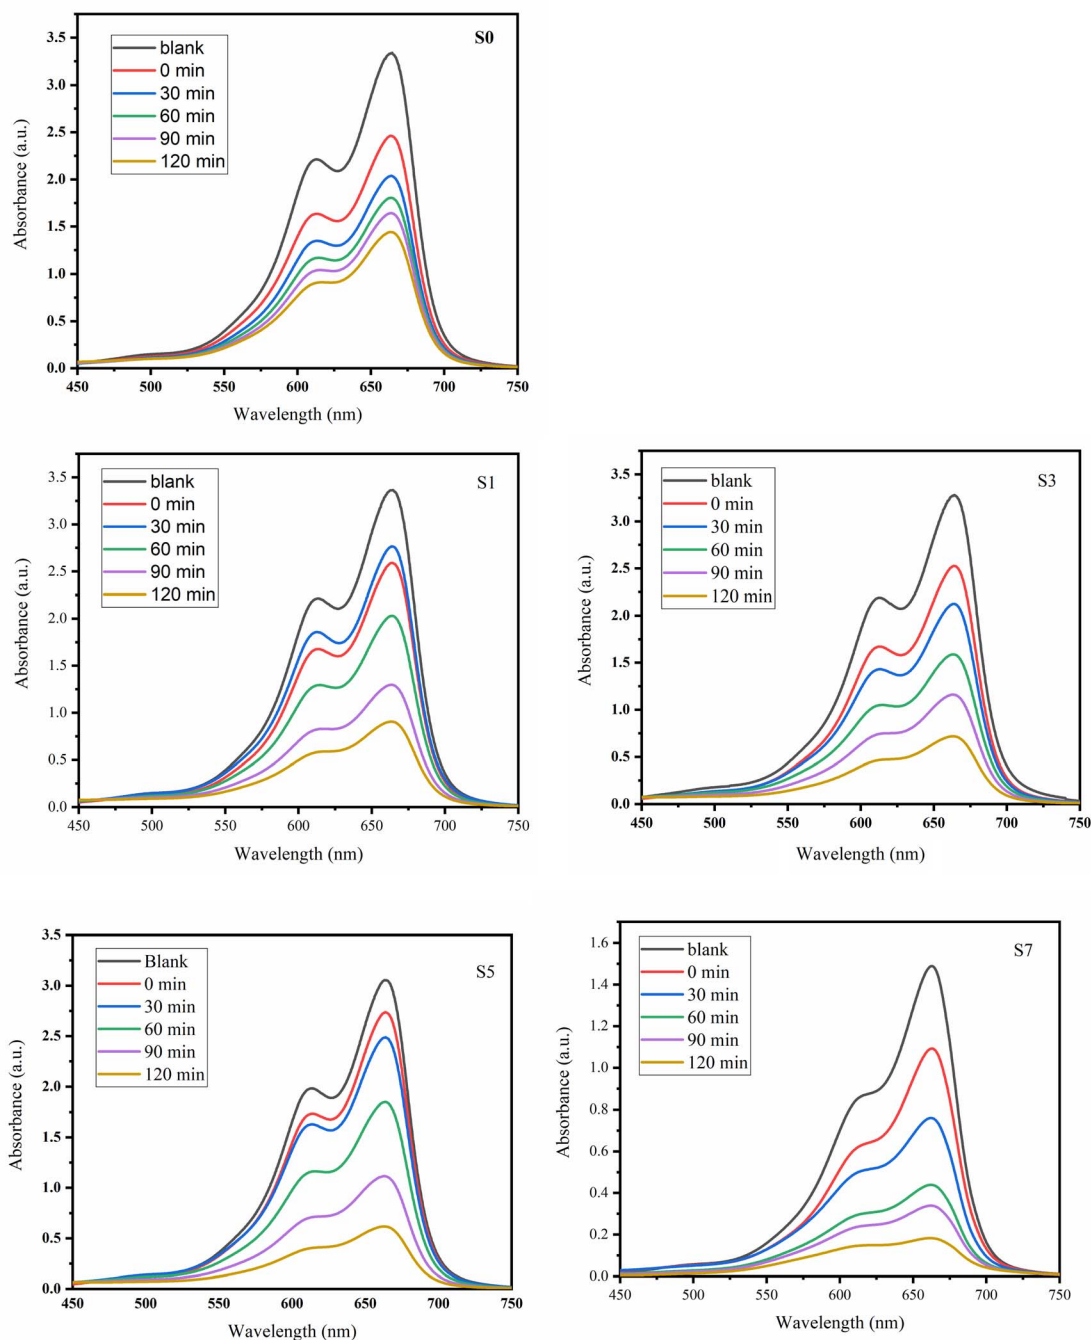 S0
blank
0 min
30 min
60 min
90 min
120 min
3.5
3.0
2.5
2.0
1.5
1.0
0.5
0.0
Absorbance (a.u.)
450 500 550 600 650 700 750
Wavelength (nm)
S1
blank
0 min
30 min
60 min
90 min
120 min
3.5
3.0
2.5
2.0
1.5
1.0
0.5
0.0
Absorbance (a.u.)
450 500 550 600 650 700 750
Wavelength (nm)
S3
blank
0 min
30 min
60 min
90 min
120 min
3.5
3.0
2.5
2.0
1.5
1.0
0.5
0.0
Absorbance (a.u.)
450 500 550 600 650 700 750
Wavelength (nm)
S5
Blank
0 min
30 min
60 min
90 min
120 min
3.5
3.0
2.5
2.0
1.5
1.0
0.5
0.0
Absorbance (a.u.)
450 500 550 600 650 700 750
Wavelength (nm)
S7
blank
0 min
30 min
60 min
90 min
120 min
1.6
1.4
1.2
1.0
0.8
0.6
0.4
0.2
0.0
Absorbance (a.u.)
450 500 550 600 650 700 750
Wavelength (nm)